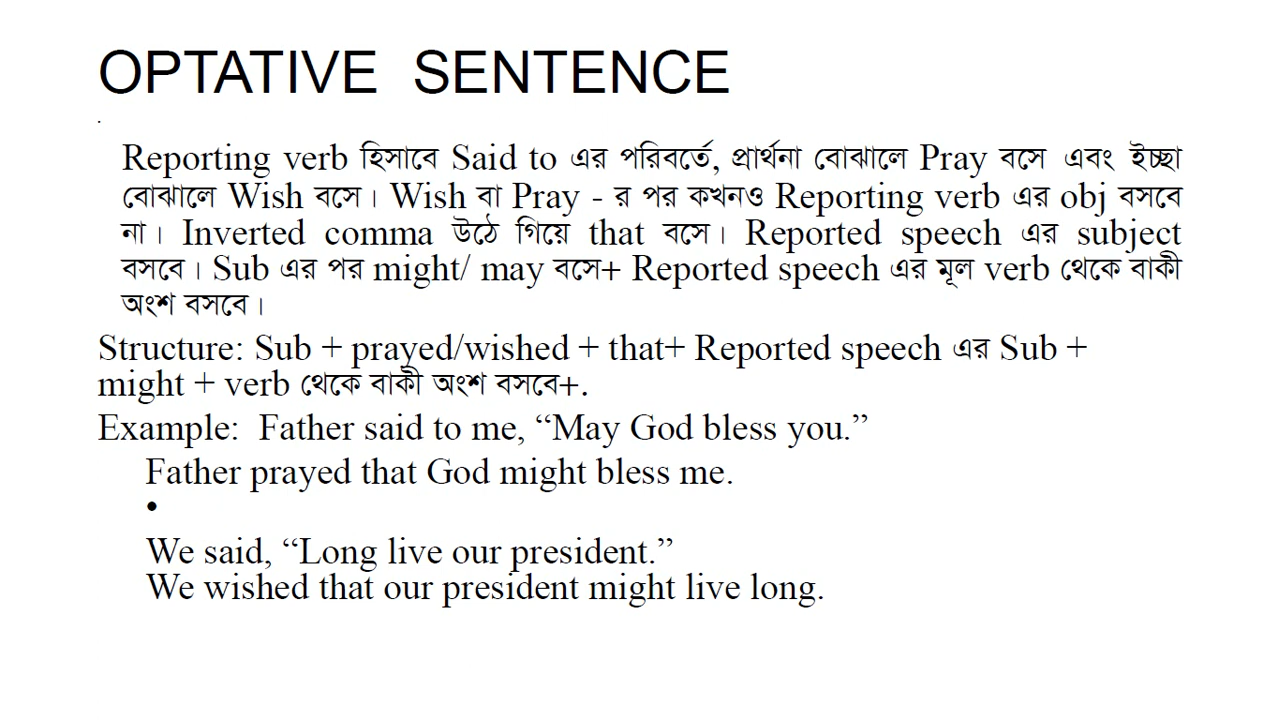 OPTATIVE SENTENCE
.
Reporting verb হিসাবে Said to এর পরিবর্তে, প্রার্থনা বোঝালে Pray বসে এবং ইচ্ছা
বোঝালে Wish বসে। Wish বা Pray - র পর কখনও Reporting verb এর obj বসবে
না। Inverted comma উঠে গিয়ে that বসে। Reported speech এর subject
বসবে। Sub এর পর might/ may বসে+ Reported speech এর মূল verb থেকে বাকী
অংশ বসবে।
Structure: Sub + prayed/wished + that+ Reported speech এর Sub +
might + verb থেকে বাকী অংশ বসবে+.
Example: Father said to me, “May God bless you.”
Father prayed that God might bless me.
•
We said, “Long live our president.”
We wished that our president might live long.